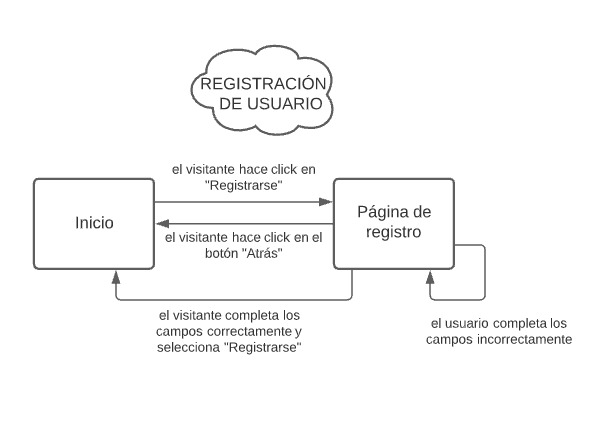 REGISTRACIÓN
DE USUARIO
el visitante hace click en
"Registrarse"
Inicio
Página de
registro
el visitante hace click en el
botón "Atrás"
el visitante completa los
campos correctamente y
selecciona "Registrarse"
el usuario completa los
campos incorrectamente